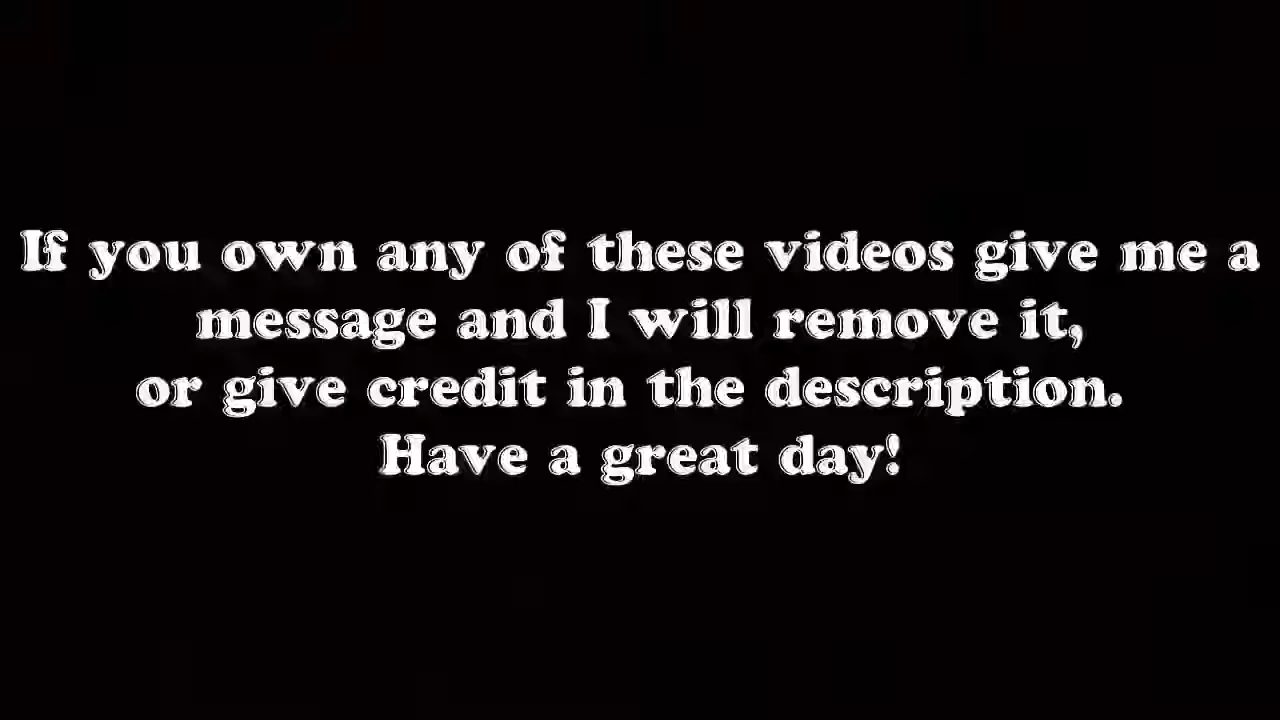 If you own any of these videos give me a
message and I will remove it,
or give credit in the description.
Have a great day!